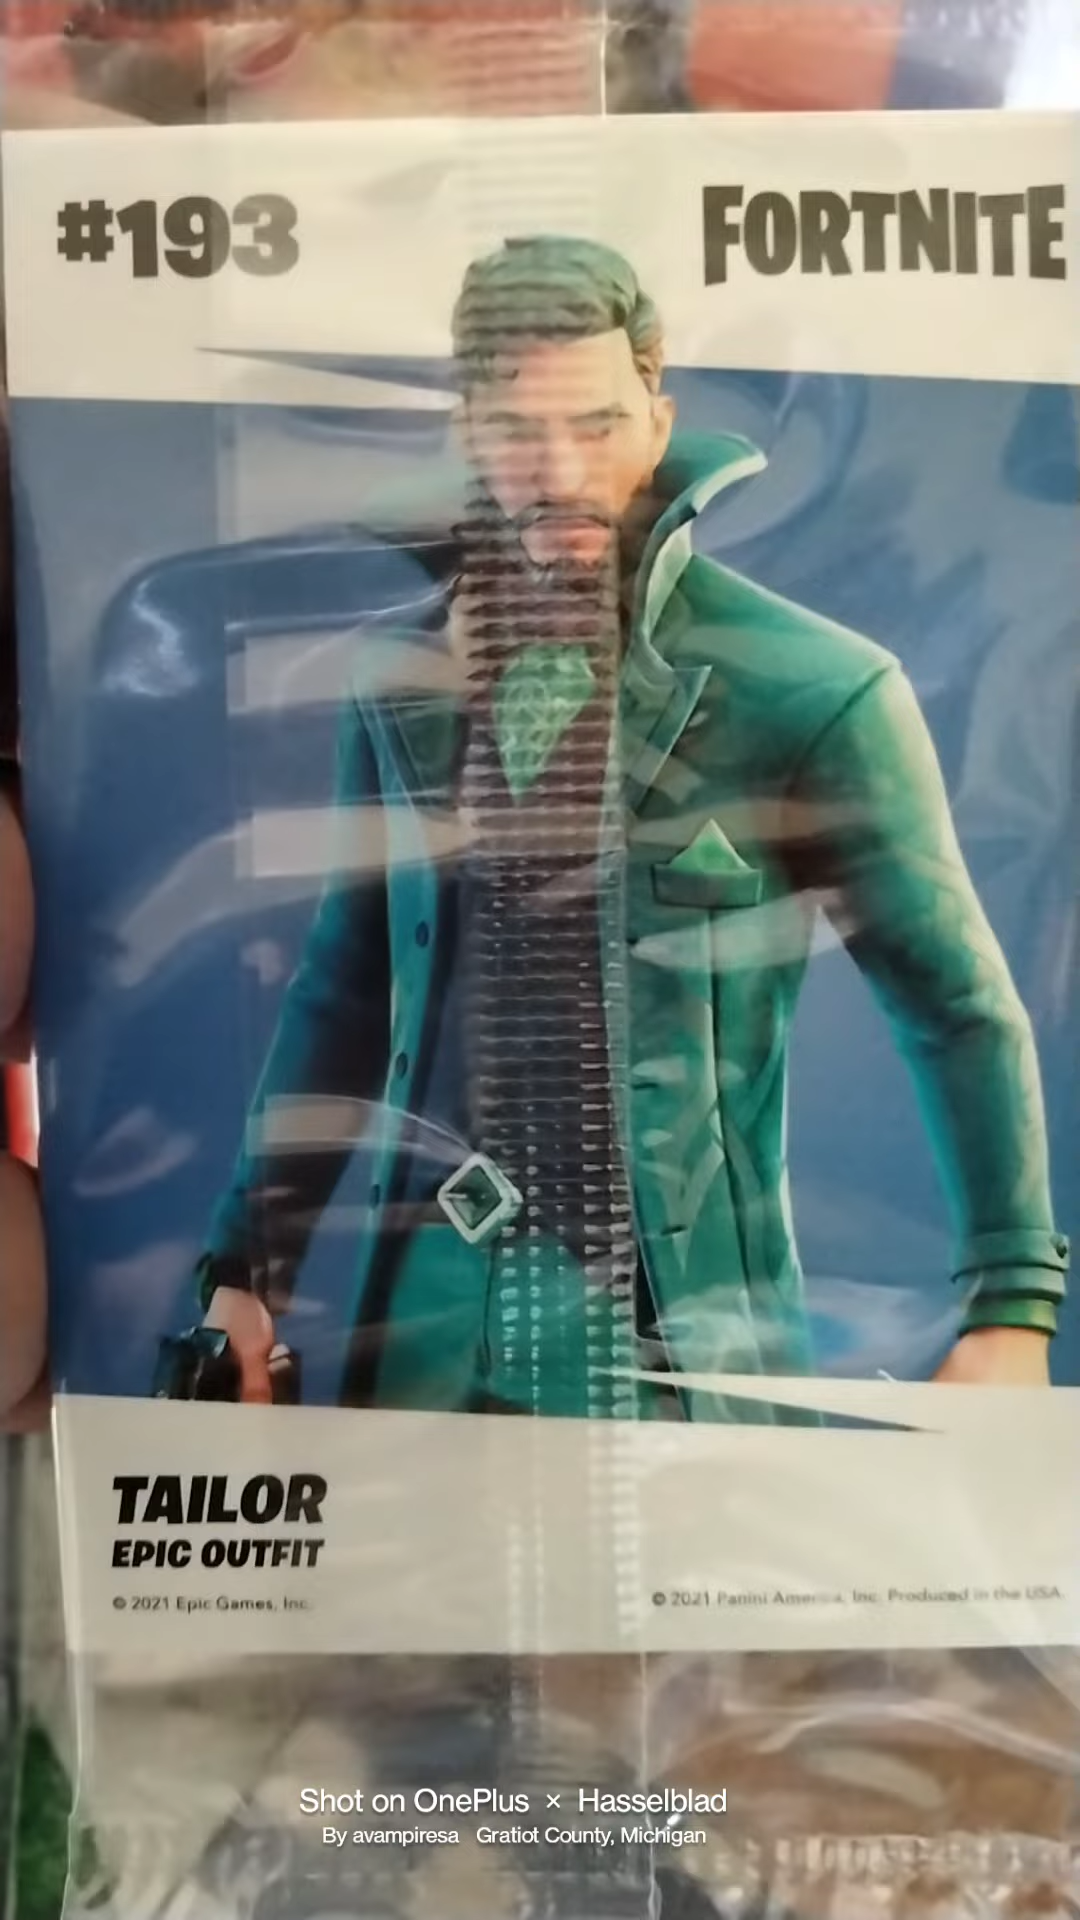 #193
FORTNITE
TAILOR
EPIC OUTFIT
© 2021 Epic Games, Inc.
© 2021 Panini America, Inc. Produced in the USA.
Shot on OnePlus × Hasselblad
By avampiresa Gratiot County, Michigan